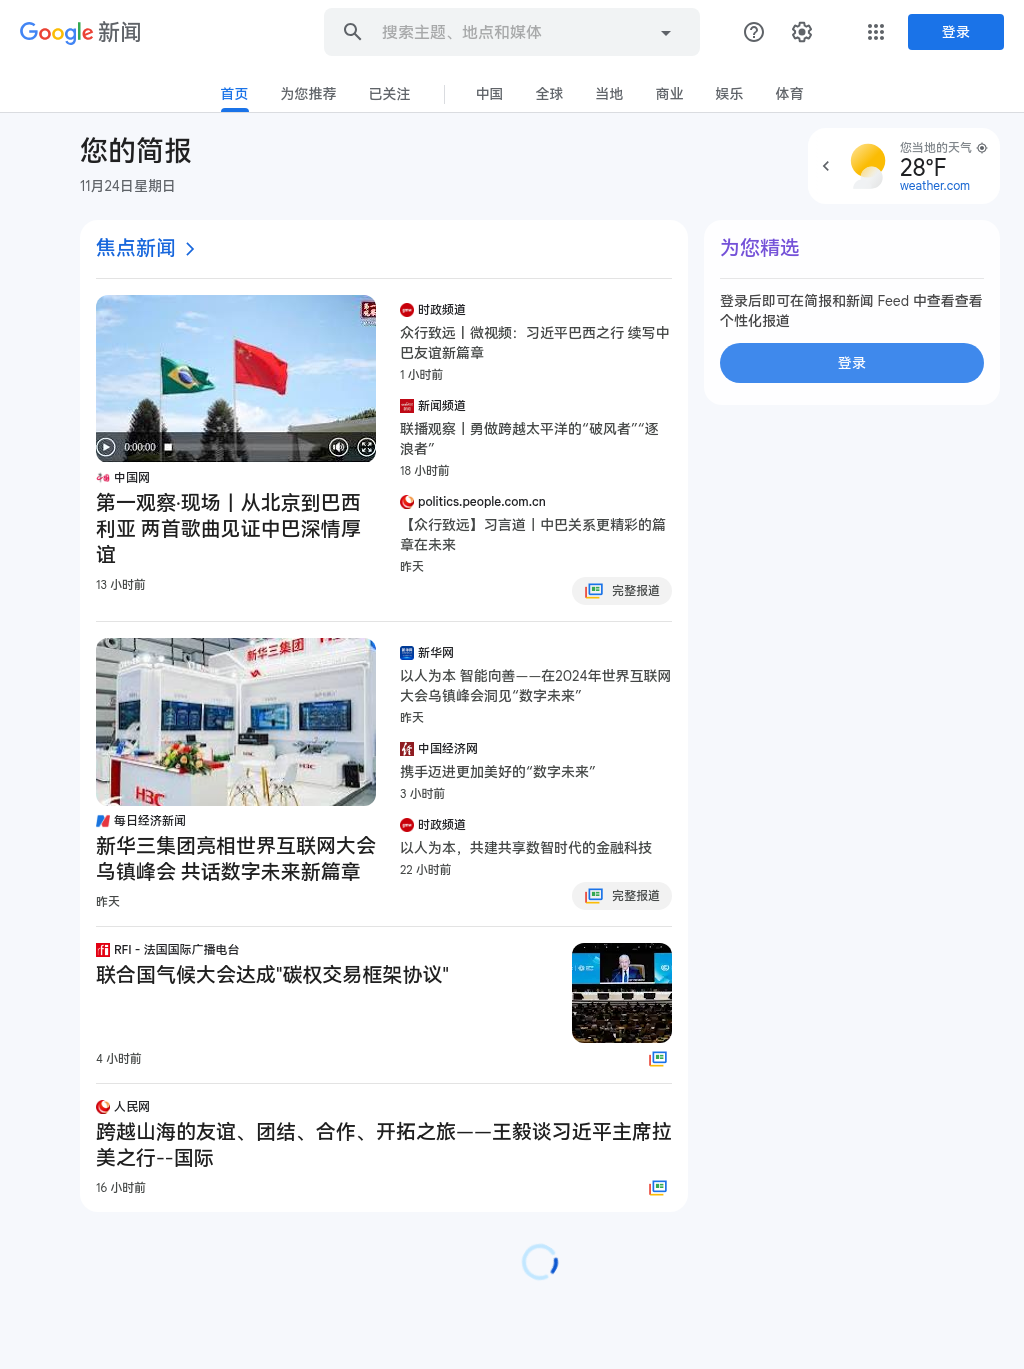 Google 新闻
搜索主题、地点和媒体
登录
首页
为您推荐
已关注
中国
全球
当地
商业
娱乐
体育
您的简报
11月24日星期日
您当地的天气
28°F
weather.com
焦点新闻
0:00:00
中国网
第一观察·现场丨从北京到巴西
利亚 两首歌曲见证中巴深情厚
谊
13 小时前
时政频道
众行致远丨微视频：习近平巴西之行 续写中
巴友谊新篇章
1 小时前
新闻频道
联播观察丨勇做跨越太平洋的“破风者”“逐
浪者”
18 小时前
politics.people.com.cn
【众行致远】习言道丨中巴关系更精彩的篇
章在未来
昨天
完整报道
新华三集团
H3C
每日经济新闻
新华三集团亮相世界互联网大会
乌镇峰会 共话数字未来新篇章
昨天
新华网
以人为本 智能向善——在2024年世界互联网
大会乌镇峰会洞见“数字未来”
昨天
中国经济网
携手迈进更加美好的“数字未来”
3 小时前
时政频道
以人为本，共建共享数智时代的金融科技
22 小时前
完整报道
RFI - 法国国际广播电台
联合国气候大会达成"碳权交易框架协议"
4 小时前
人民网
跨越山海的友谊、团结、合作、开拓之旅——王毅谈习近平主席拉
美之行--国际
16 小时前
为您精选
登录后即可在简报和新闻 Feed 中查看查看
个性化报道
登录